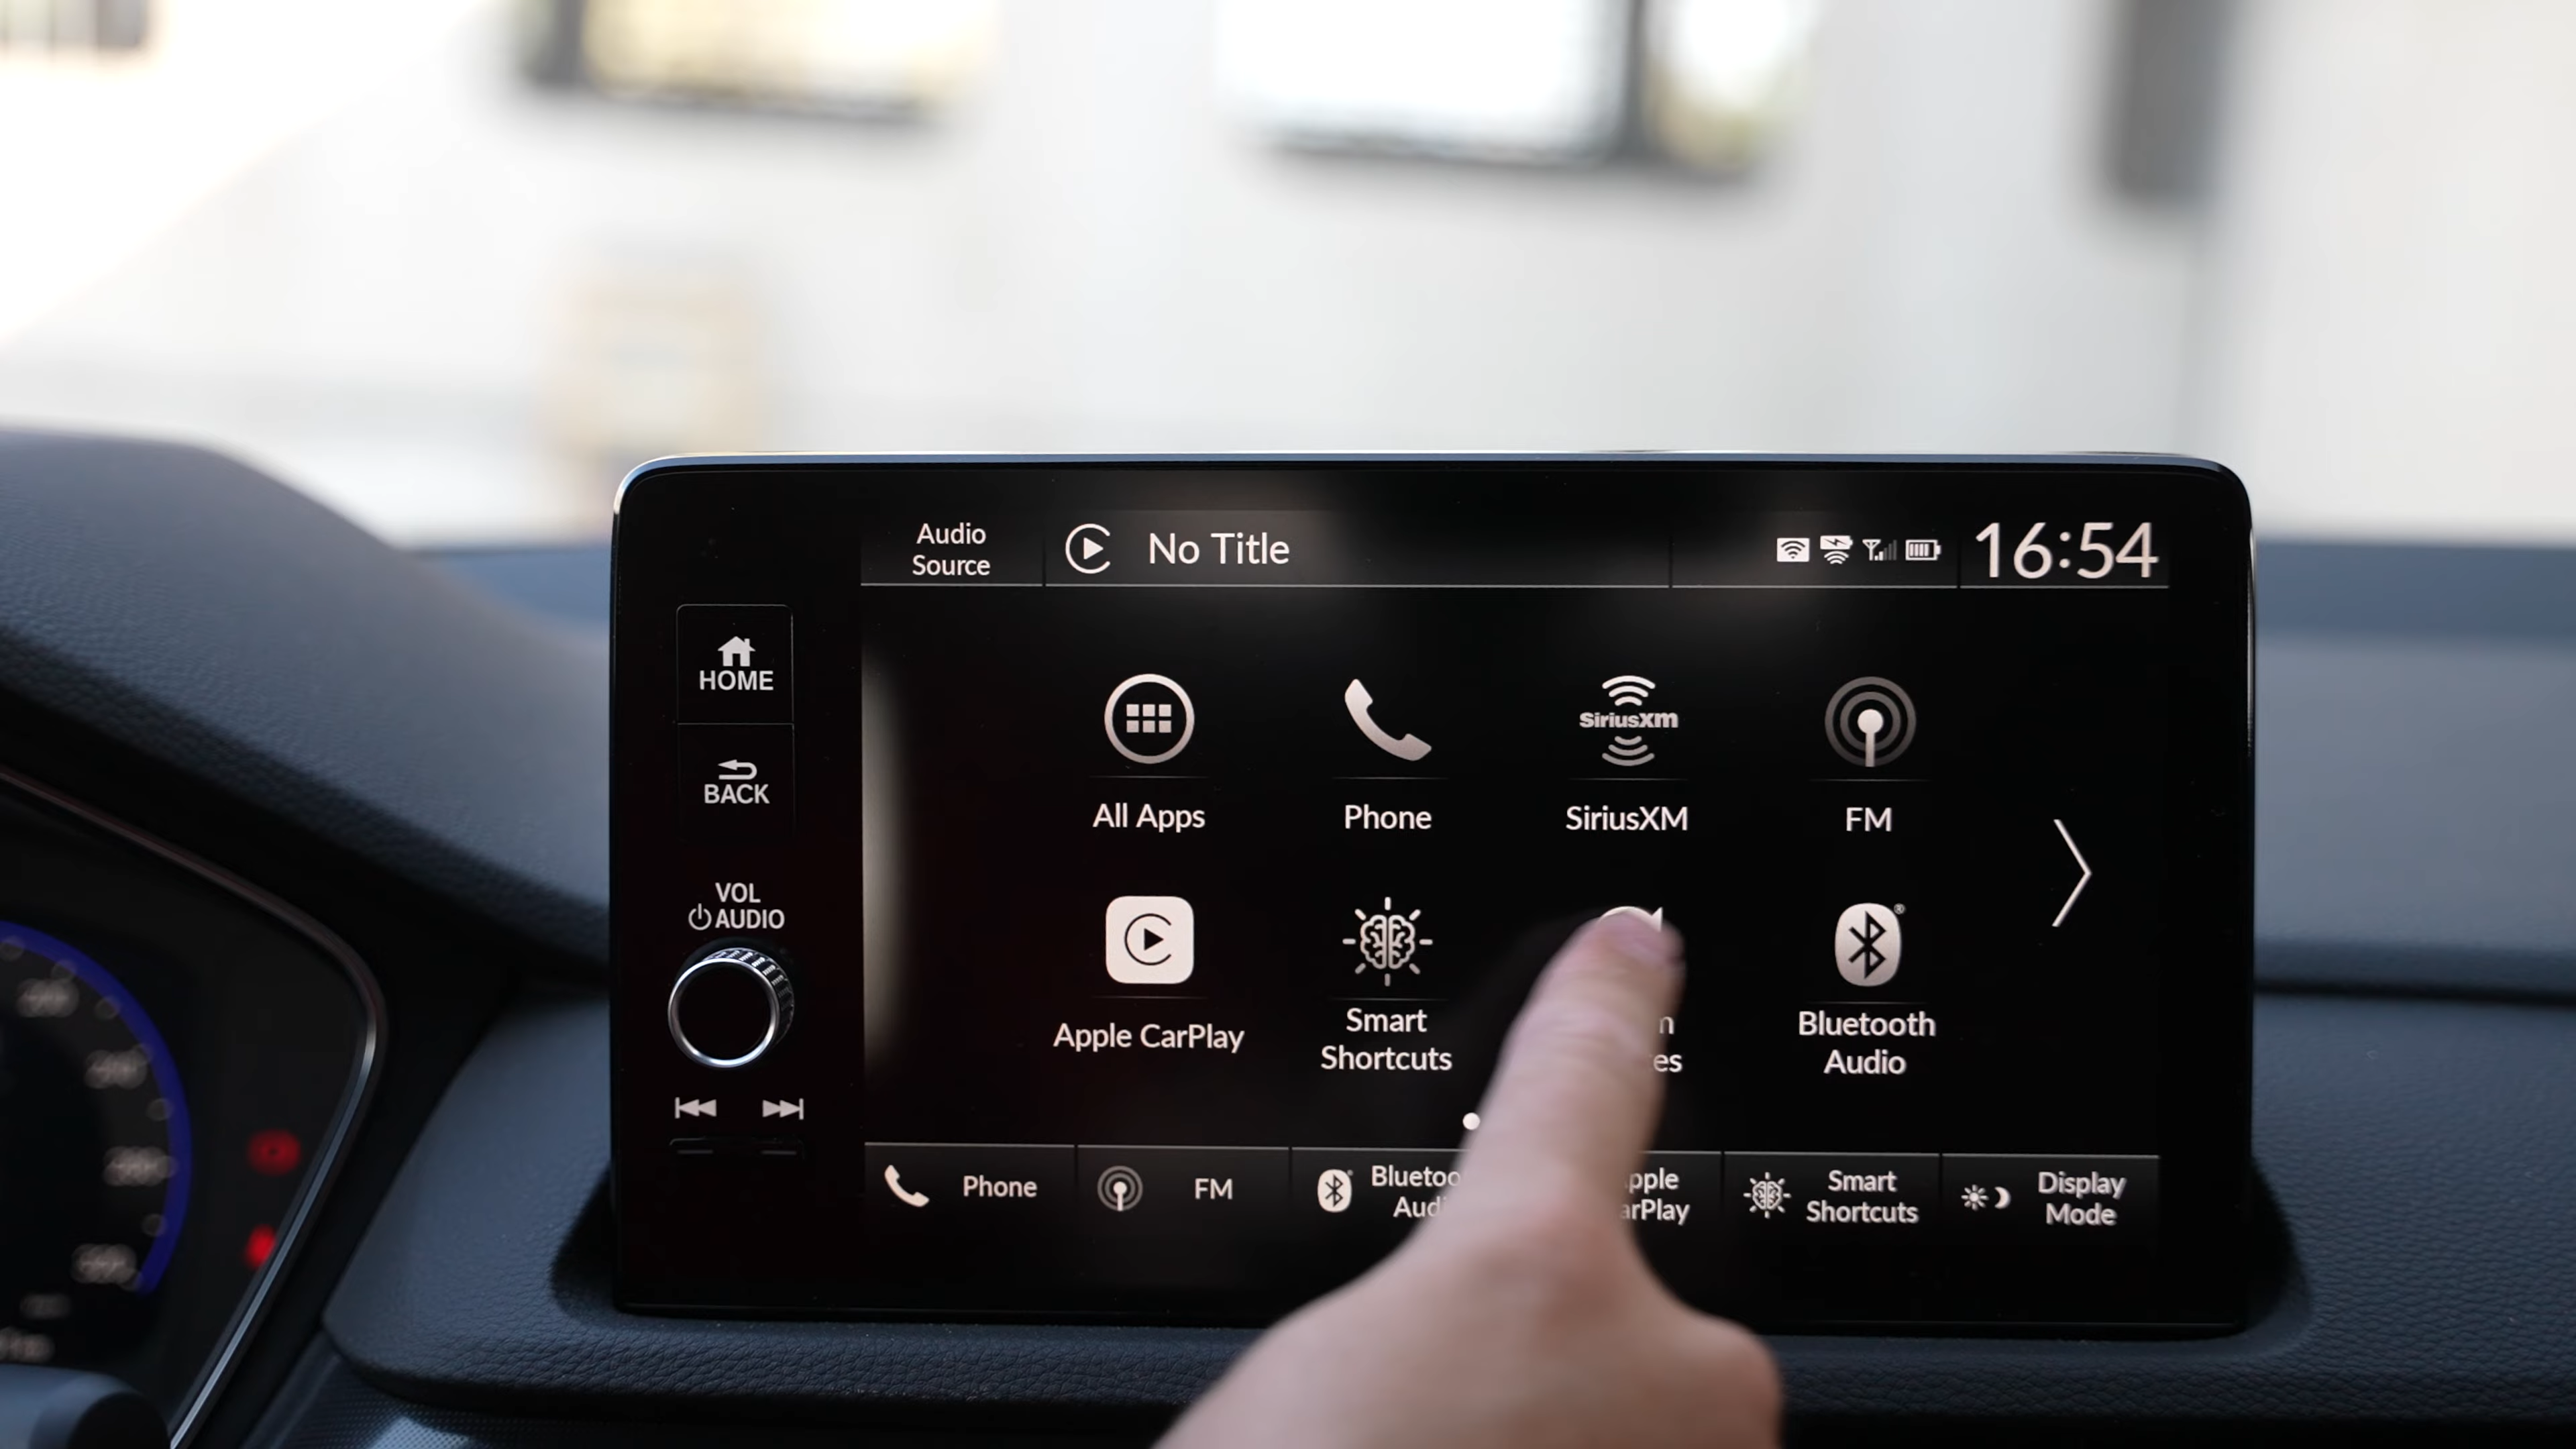 Audio
Source
No Title
16:54
HOME
BACK
VOL
AUDIO
SiriusXM
All Apps
Phone
SiriusXM
FM
Apple CarPlay
Smart
Shortcuts
Bluetooth
Audio
Phone
FM
Smart
Shortcuts
Display
Mode